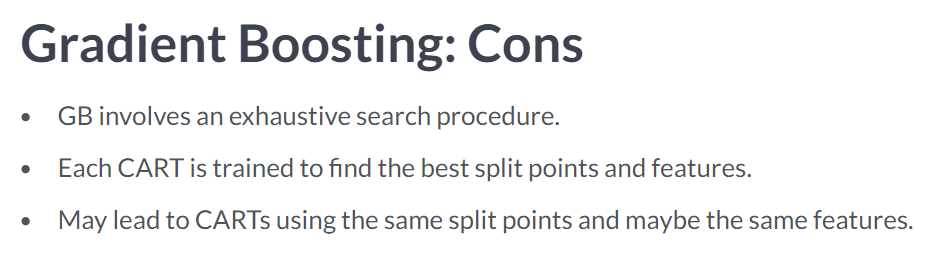 Gradient Boosting: Cons
• GB involves an exhaustive search procedure.
• Each CART is trained to find the best split points and features.
• May lead to CARTs using the same split points and maybe the same features.